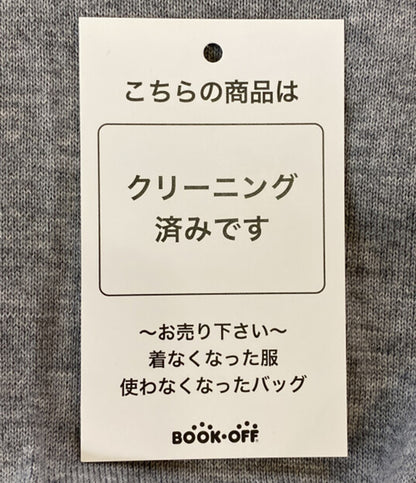 こちらの商品は
クリーニング
済みです
〜お売り下さい〜
着なくなった服
使わなくなったバッグ
BOOK・OFF